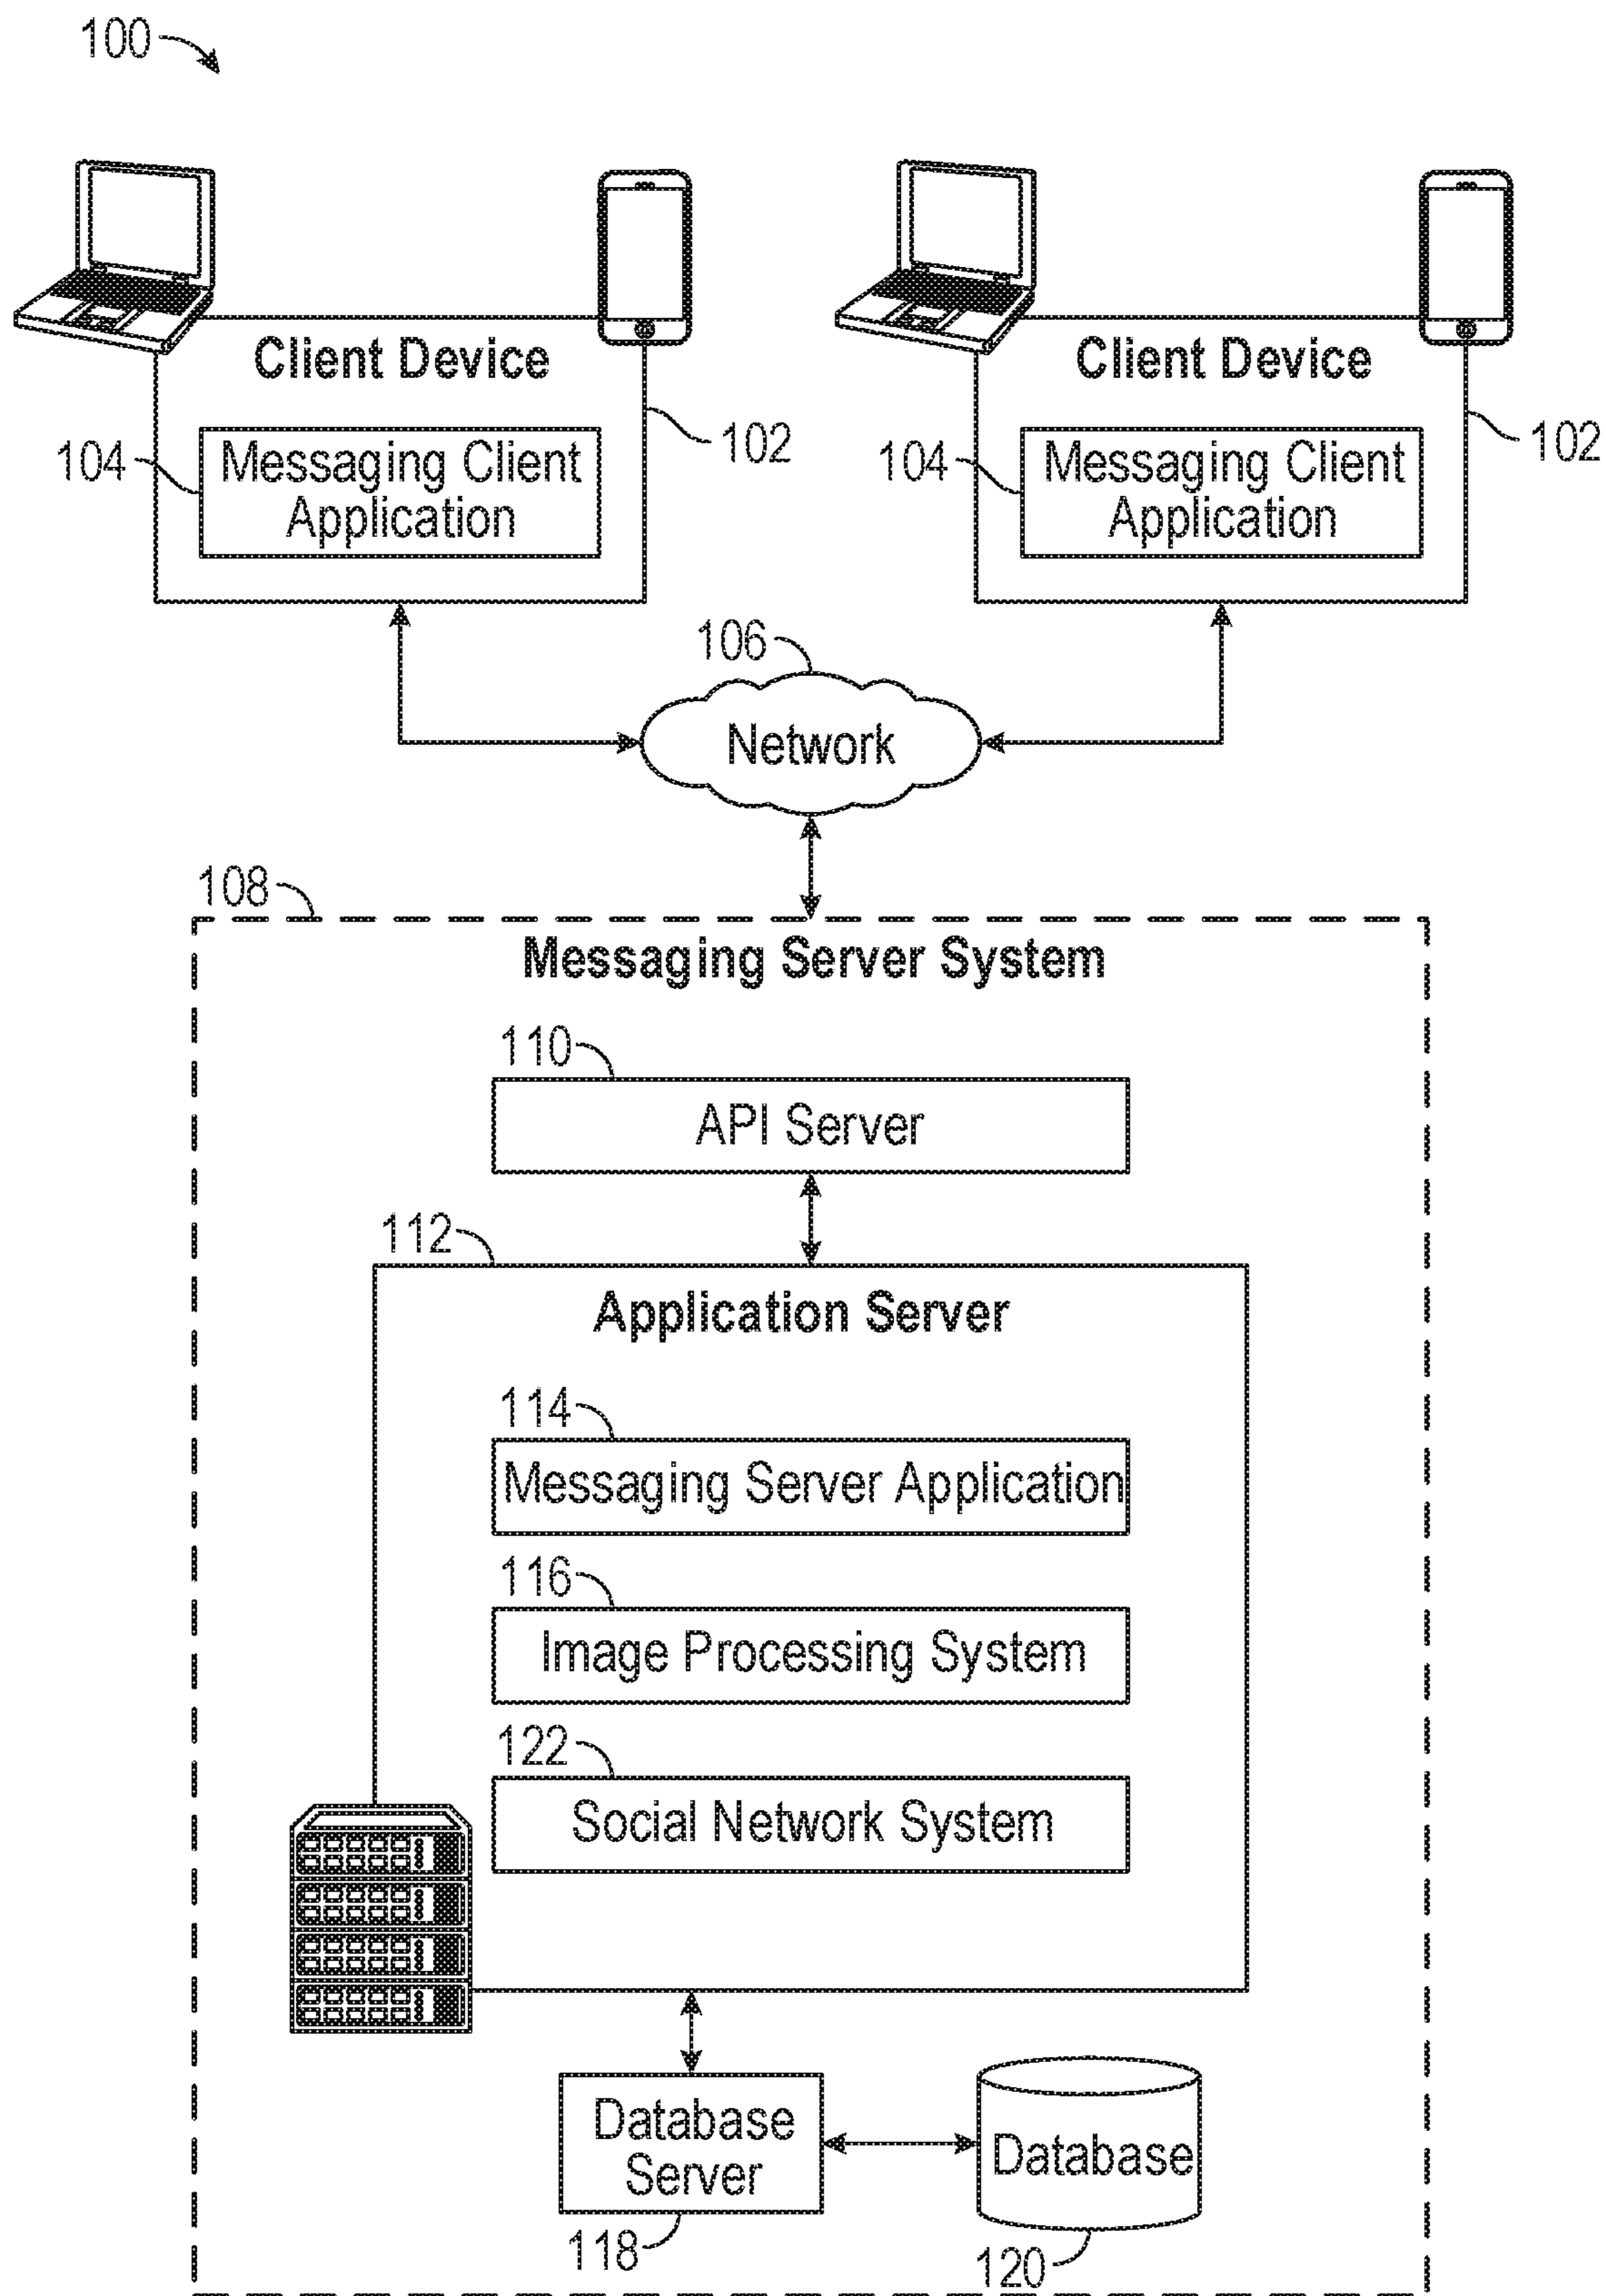 100
Client Device
102
104
Messaging Client
Application
Client Device
102
104
Messaging Client
Application
106
Network
108
Messaging Server System
110
API Server
112
Application Server
114
Messaging Server Application
116
Image Processing System
122
Social Network System
Database
Server
118
Database
120